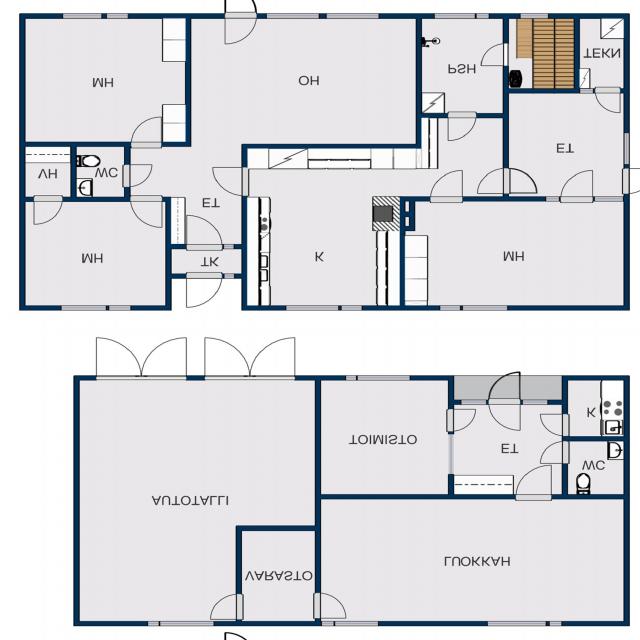 TEKN
MH
OH
PSH
ET
VH
WC
ET
MH
TK
K
MH
K
TOIMISTO
ET
WC
AUTOTALLI
LUOKKAH
VARASTO